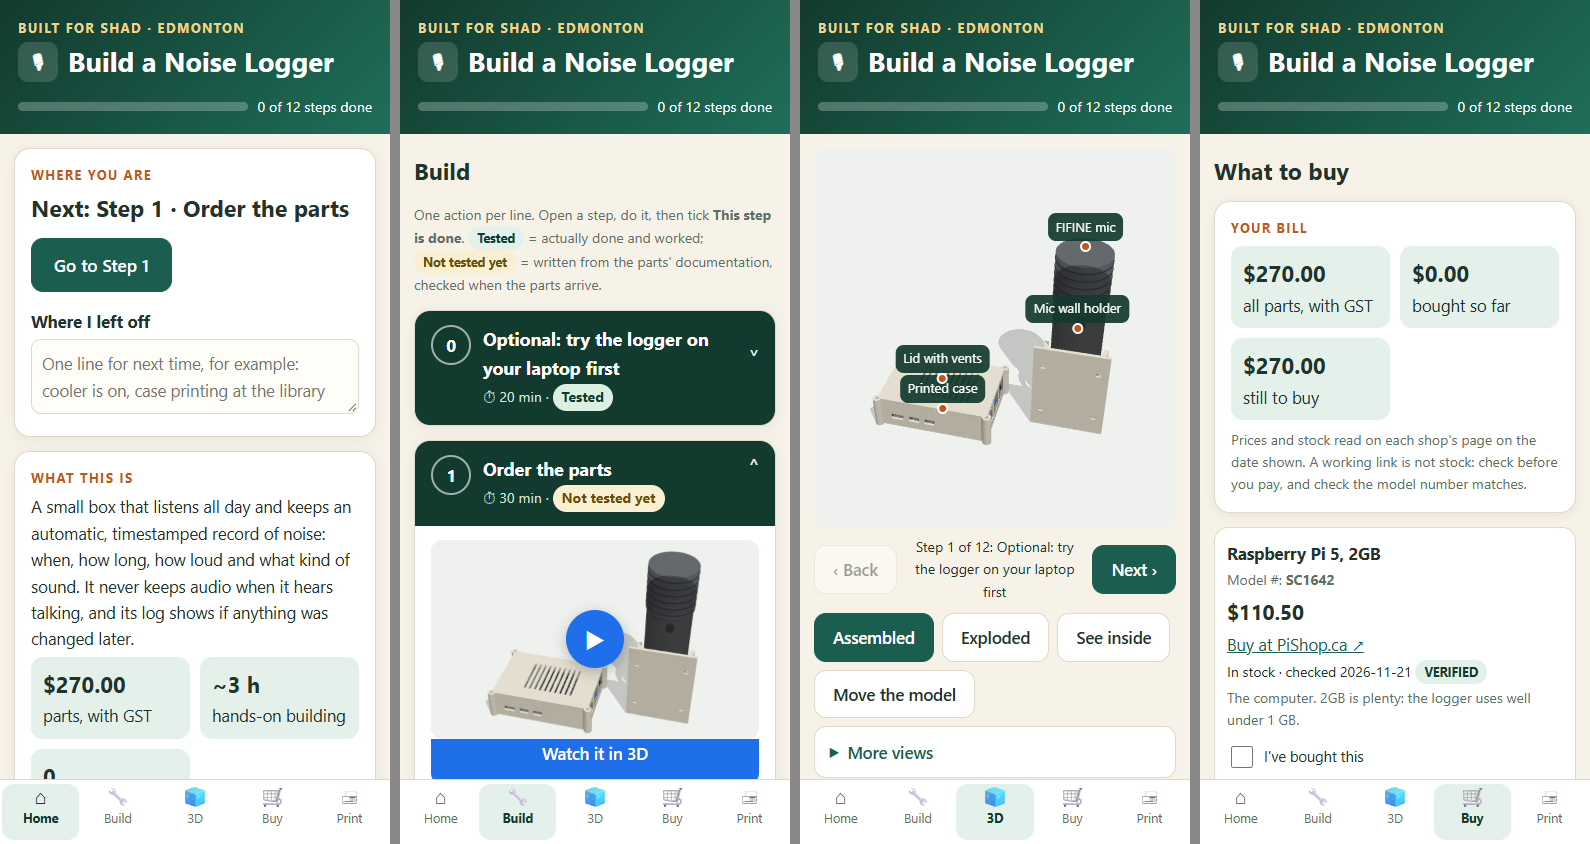 BUILT FOR SHAD · EDMONTON
Build a Noise Logger
0 of 12 steps done
WHERE YOU ARE
Next: Step 1 · Order the parts
Go to Step 1
Where I left off
One line for next time, for example:
cooler is on, case printing at the library
WHAT THIS IS
A small box that listens all day and keeps an
automatic, timestamped record of noise:
when, how long, how loud and what kind of
sound. It never keeps audio when it hears
talking, and its log shows if anything was
changed later.
$270.00
parts, with GST
~3 h
hands-on building
0
Home
Build
3D
Buy
Print
BUILT FOR SHAD · EDMONTON
Build a Noise Logger
0 of 12 steps done
Build
One action per line. Open a step, do it, then tick This step
is done. Tested = actually done and worked;
Not tested yet = written from the parts' documentation,
checked when the parts arrive.
0
Optional: try the logger on
your laptop first
20 min · Tested
1
Order the parts
30 min · Not tested yet
Watch it in 3D
Home
Build
3D
Buy
Print
BUILT FOR SHAD · EDMONTON
Build a Noise Logger
0 of 12 steps done
FIFINE mic
Mic wall holder
Lid with vents
Printed case
‹ Back
Step 1 of 12: Optional: try
the logger on your laptop
first
Next ›
Assembled
Exploded
See inside
Move the model
More views
Home
Build
3D
Buy
Print
BUILT FOR SHAD · EDMONTON
Build a Noise Logger
0 of 12 steps done
What to buy
YOUR BILL
$270.00
all parts, with GST
$0.00
bought so far
$270.00
still to buy
Prices and stock read on each shop's page on the
date shown. A working link is not stock: check before
you pay, and check the model number matches.
Raspberry Pi 5, 2GB
Model #: SC1642
$110.50
Buy at PiShop.ca ↗
In stock · checked 2026-11-21 VERIFIED
The computer. 2GB is plenty: the logger uses well
under 1 GB.
I've bought this
Home
Build
3D
Buy
Print